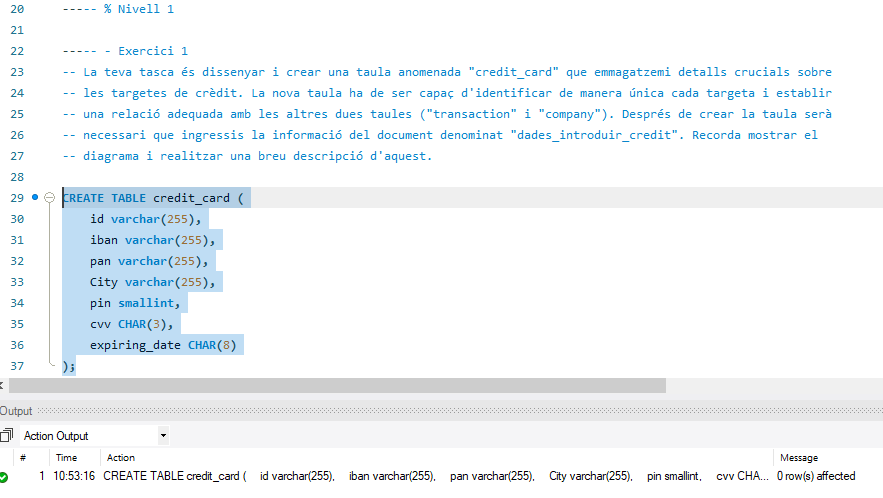 20 ----- % Nivell 1
21
22 ----- - Exercici 1
23 -- La teva tasca és dissenyar i crear una taula anomenada "credit_card" que emmagatzemi detalls crucials sobre
24 -- les targetes de crèdit. La nova taula ha de ser capaç d'identificar de manera única cada targeta i establir
25 -- una relació adequada amb les altres dues taules ("transaction" i "company"). Després de crear la taula serà
26 -- necessari que ingressis la informació del document denominat "dades_introduir_credit". Recorda mostrar el
27 -- diagrama i realitzar una breu descripció d'aquest.
28
29 CREATE TABLE credit_card (
30 id varchar(255),
31 iban varchar(255),
32 pan varchar(255),
33 City varchar(255),
34 pin smallint,
35 cvv CHAR(3),
36 expiring_date CHAR(8)
37 );
Output
Action Output
# Time Action Message
1 10:53:16 CREATE TABLE credit_card ( id varchar(255), iban varchar(255), pan varchar(255), City varchar(255), pin smallint, cvv CHA... 0 row(s) affected